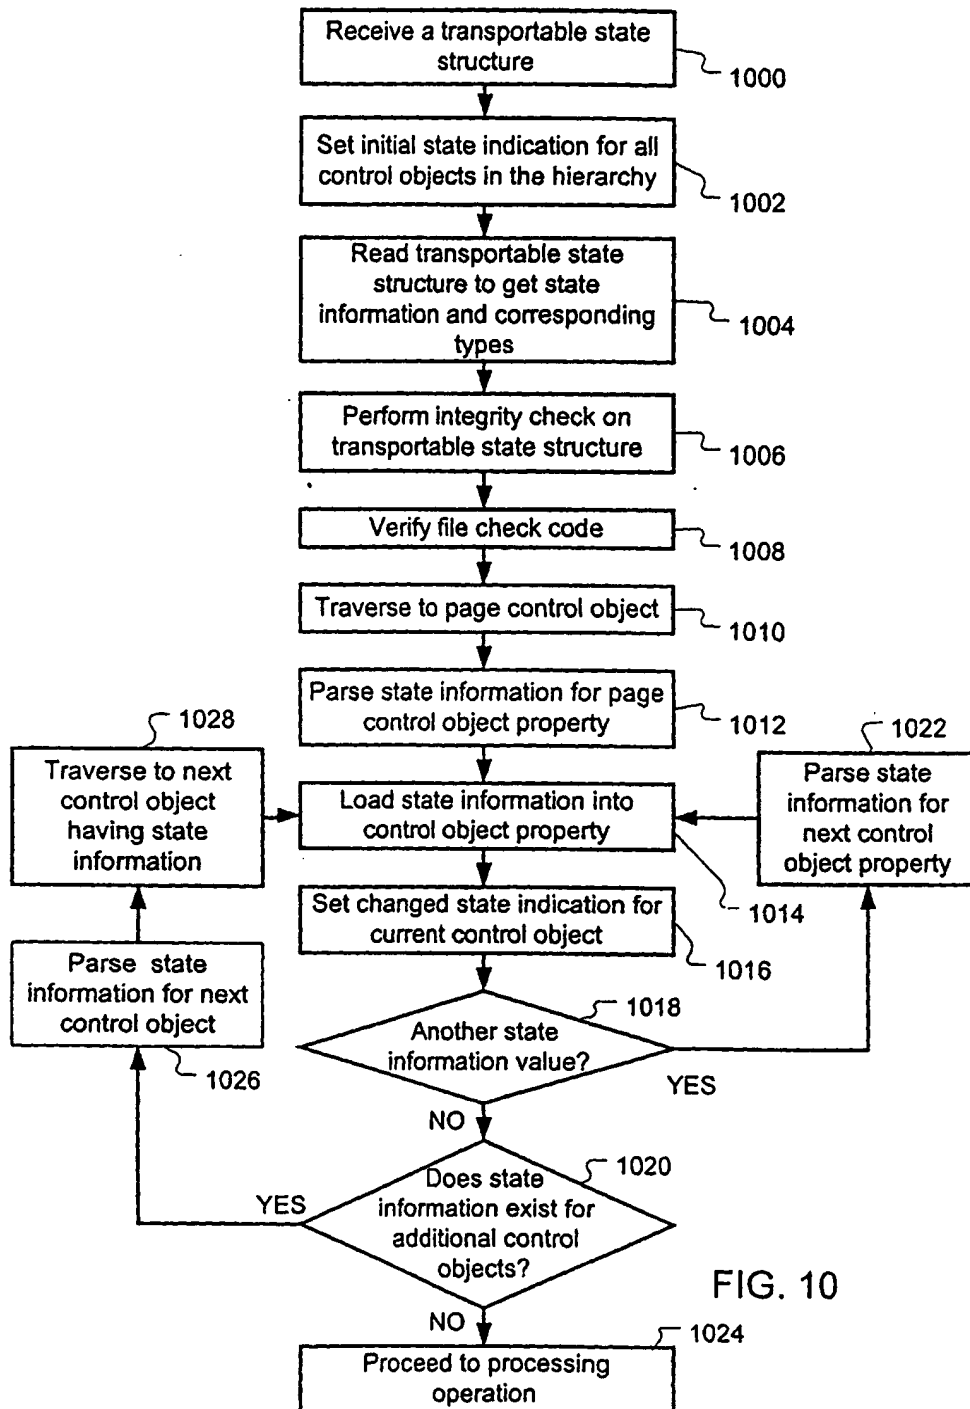 Receive a transportable state
structure
1000
Set initial state indication for all
control objects in the hierarchy
1002
Read transportable state
structure to get state
information and corresponding
types
1004
Perform integrity check on
transportable state structure
1006
Verify file check code
1008
Traverse to page control object
1010
Parse state information for page
control object property
1012
1028
Traverse to next
control object
having state
information
Load state information into
control object property
1014
1022
Parse state
information for
next control
object property
Set changed state indication for
current control object
1016
Parse state
information for next
control object
1026
Another state
information value?
1018
YES
NO
Does state
information exist for
additional control
objects?
1020
YES
NO
FIG. 10
1024
Proceed to processing
operation